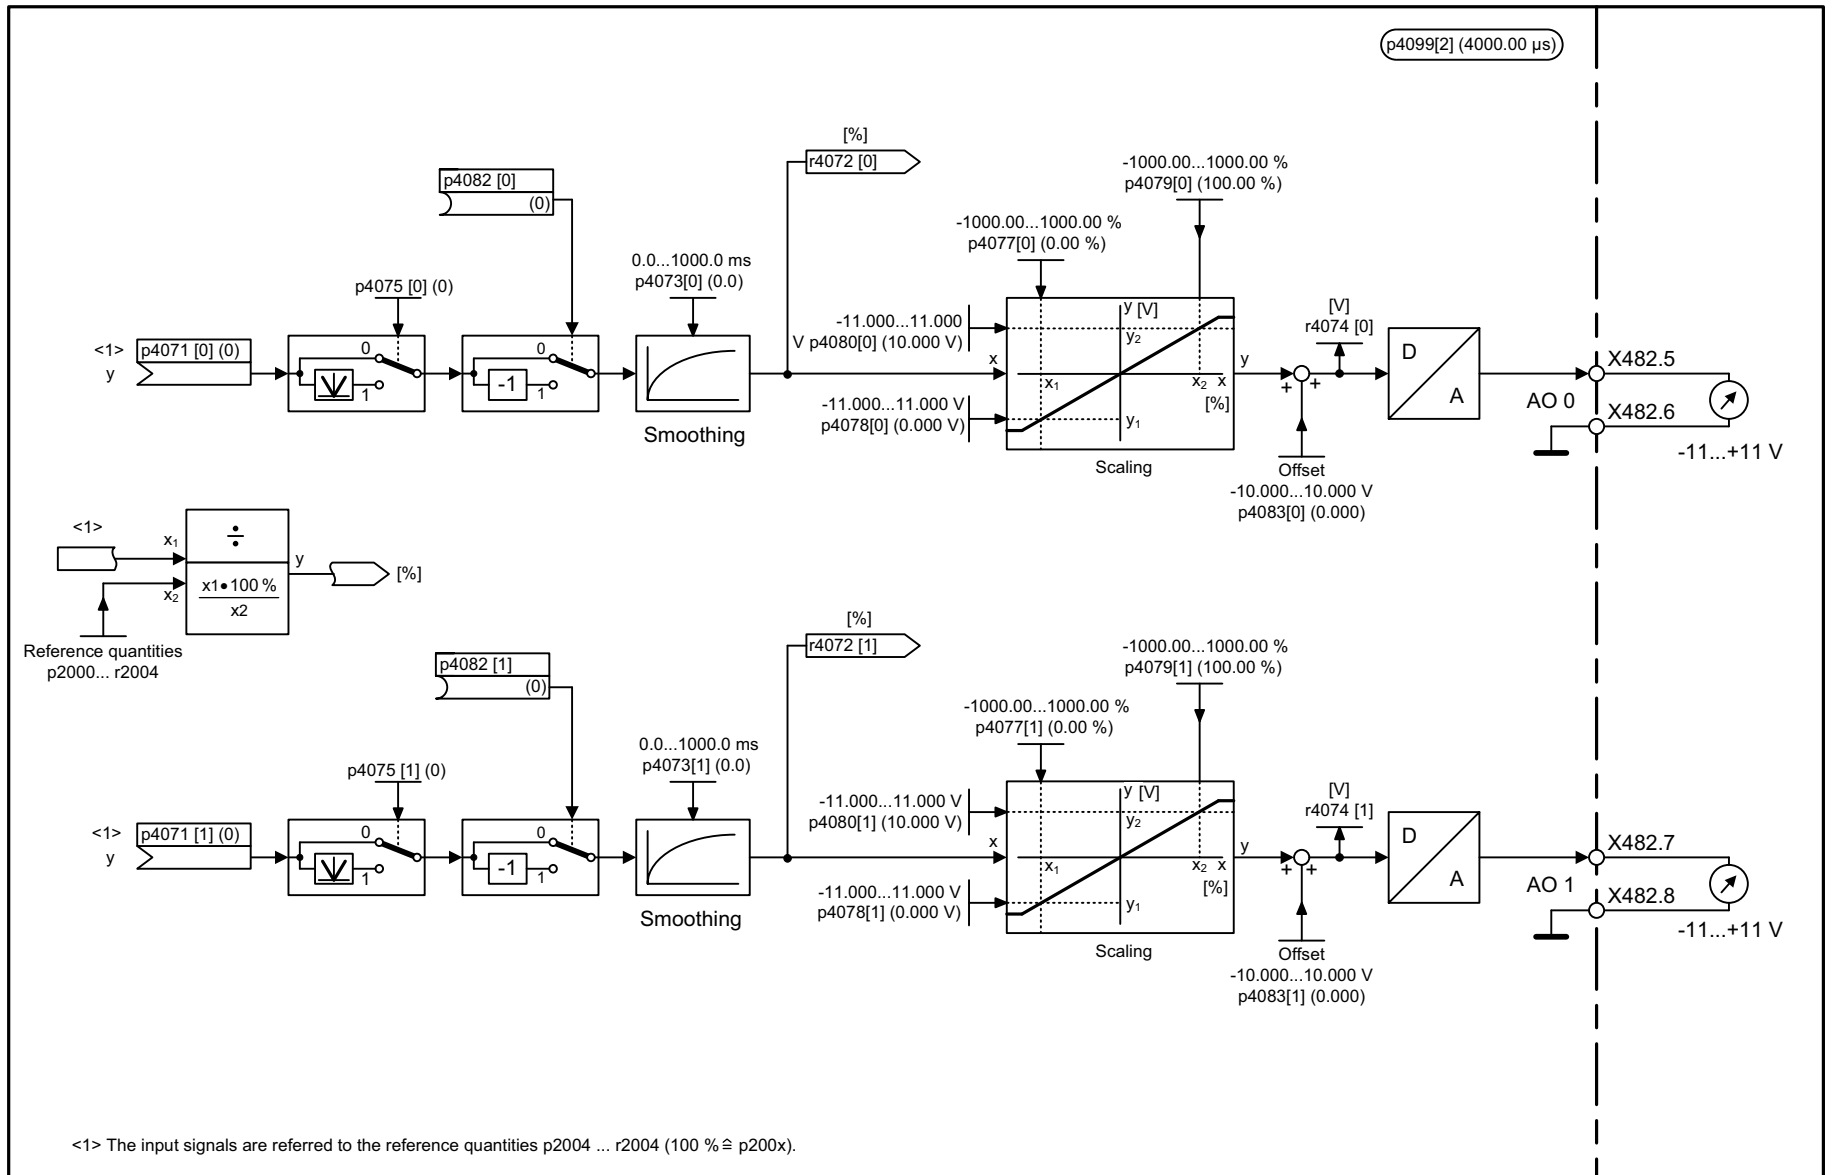 p4099[2] (4000.00 µs)
[%]
r4072 [0]
-1000.00...1000.00 %
p4079[0] (100.00 %)
p4082 [0]
(0)
-1000.00...1000.00 %
p4077[0] (0.00 %)
0.0...1000.0 ms
p4073[0] (0.0)
p4075 [0] (0)
-11.000...11.000
V p4080[0] (10.000 V)
y [V]
y2
[V]
r4074 [0]
<1>
y
p4071 [0] (0)
0
1
0
-1
1
x
x1
x2
x
[%]
y
+
+
D
A
AO 0
X482.5
X482.6
-11...+11 V
-11.000...11.000 V
p4078[0] (0.000 V)
y1
Smoothing
Scaling
Offset
-10.000...10.000 V
p4083[0] (0.000)
<1>
x1
x2
÷
x1•100 %
x2
y
[%]
Reference quantities
p2000... r2004
[%]
r4072 [1]
-1000.00...1000.00 %
p4079[1] (100.00 %)
p4082 [1]
(0)
-1000.00...1000.00 %
p4077[1] (0.00 %)
0.0...1000.0 ms
p4073[1] (0.0)
p4075 [1] (0)
-11.000...11.000 V
p4080[1] (10.000 V)
y [V]
y2
[V]
r4074 [1]
<1>
y
p4071 [1] (0)
0
1
0
-1
1
x
x1
x2
x
[%]
y
+
+
D
A
AO 1
X482.7
X482.8
-11...+11 V
-11.000...11.000 V
p4078[1] (0.000 V)
y1
Smoothing
Scaling
Offset
-10.000...10.000 V
p4083[1] (0.000)
<1> The input signals are referred to the reference quantities p2004 ... r2004 (100 % ≙ p200x).